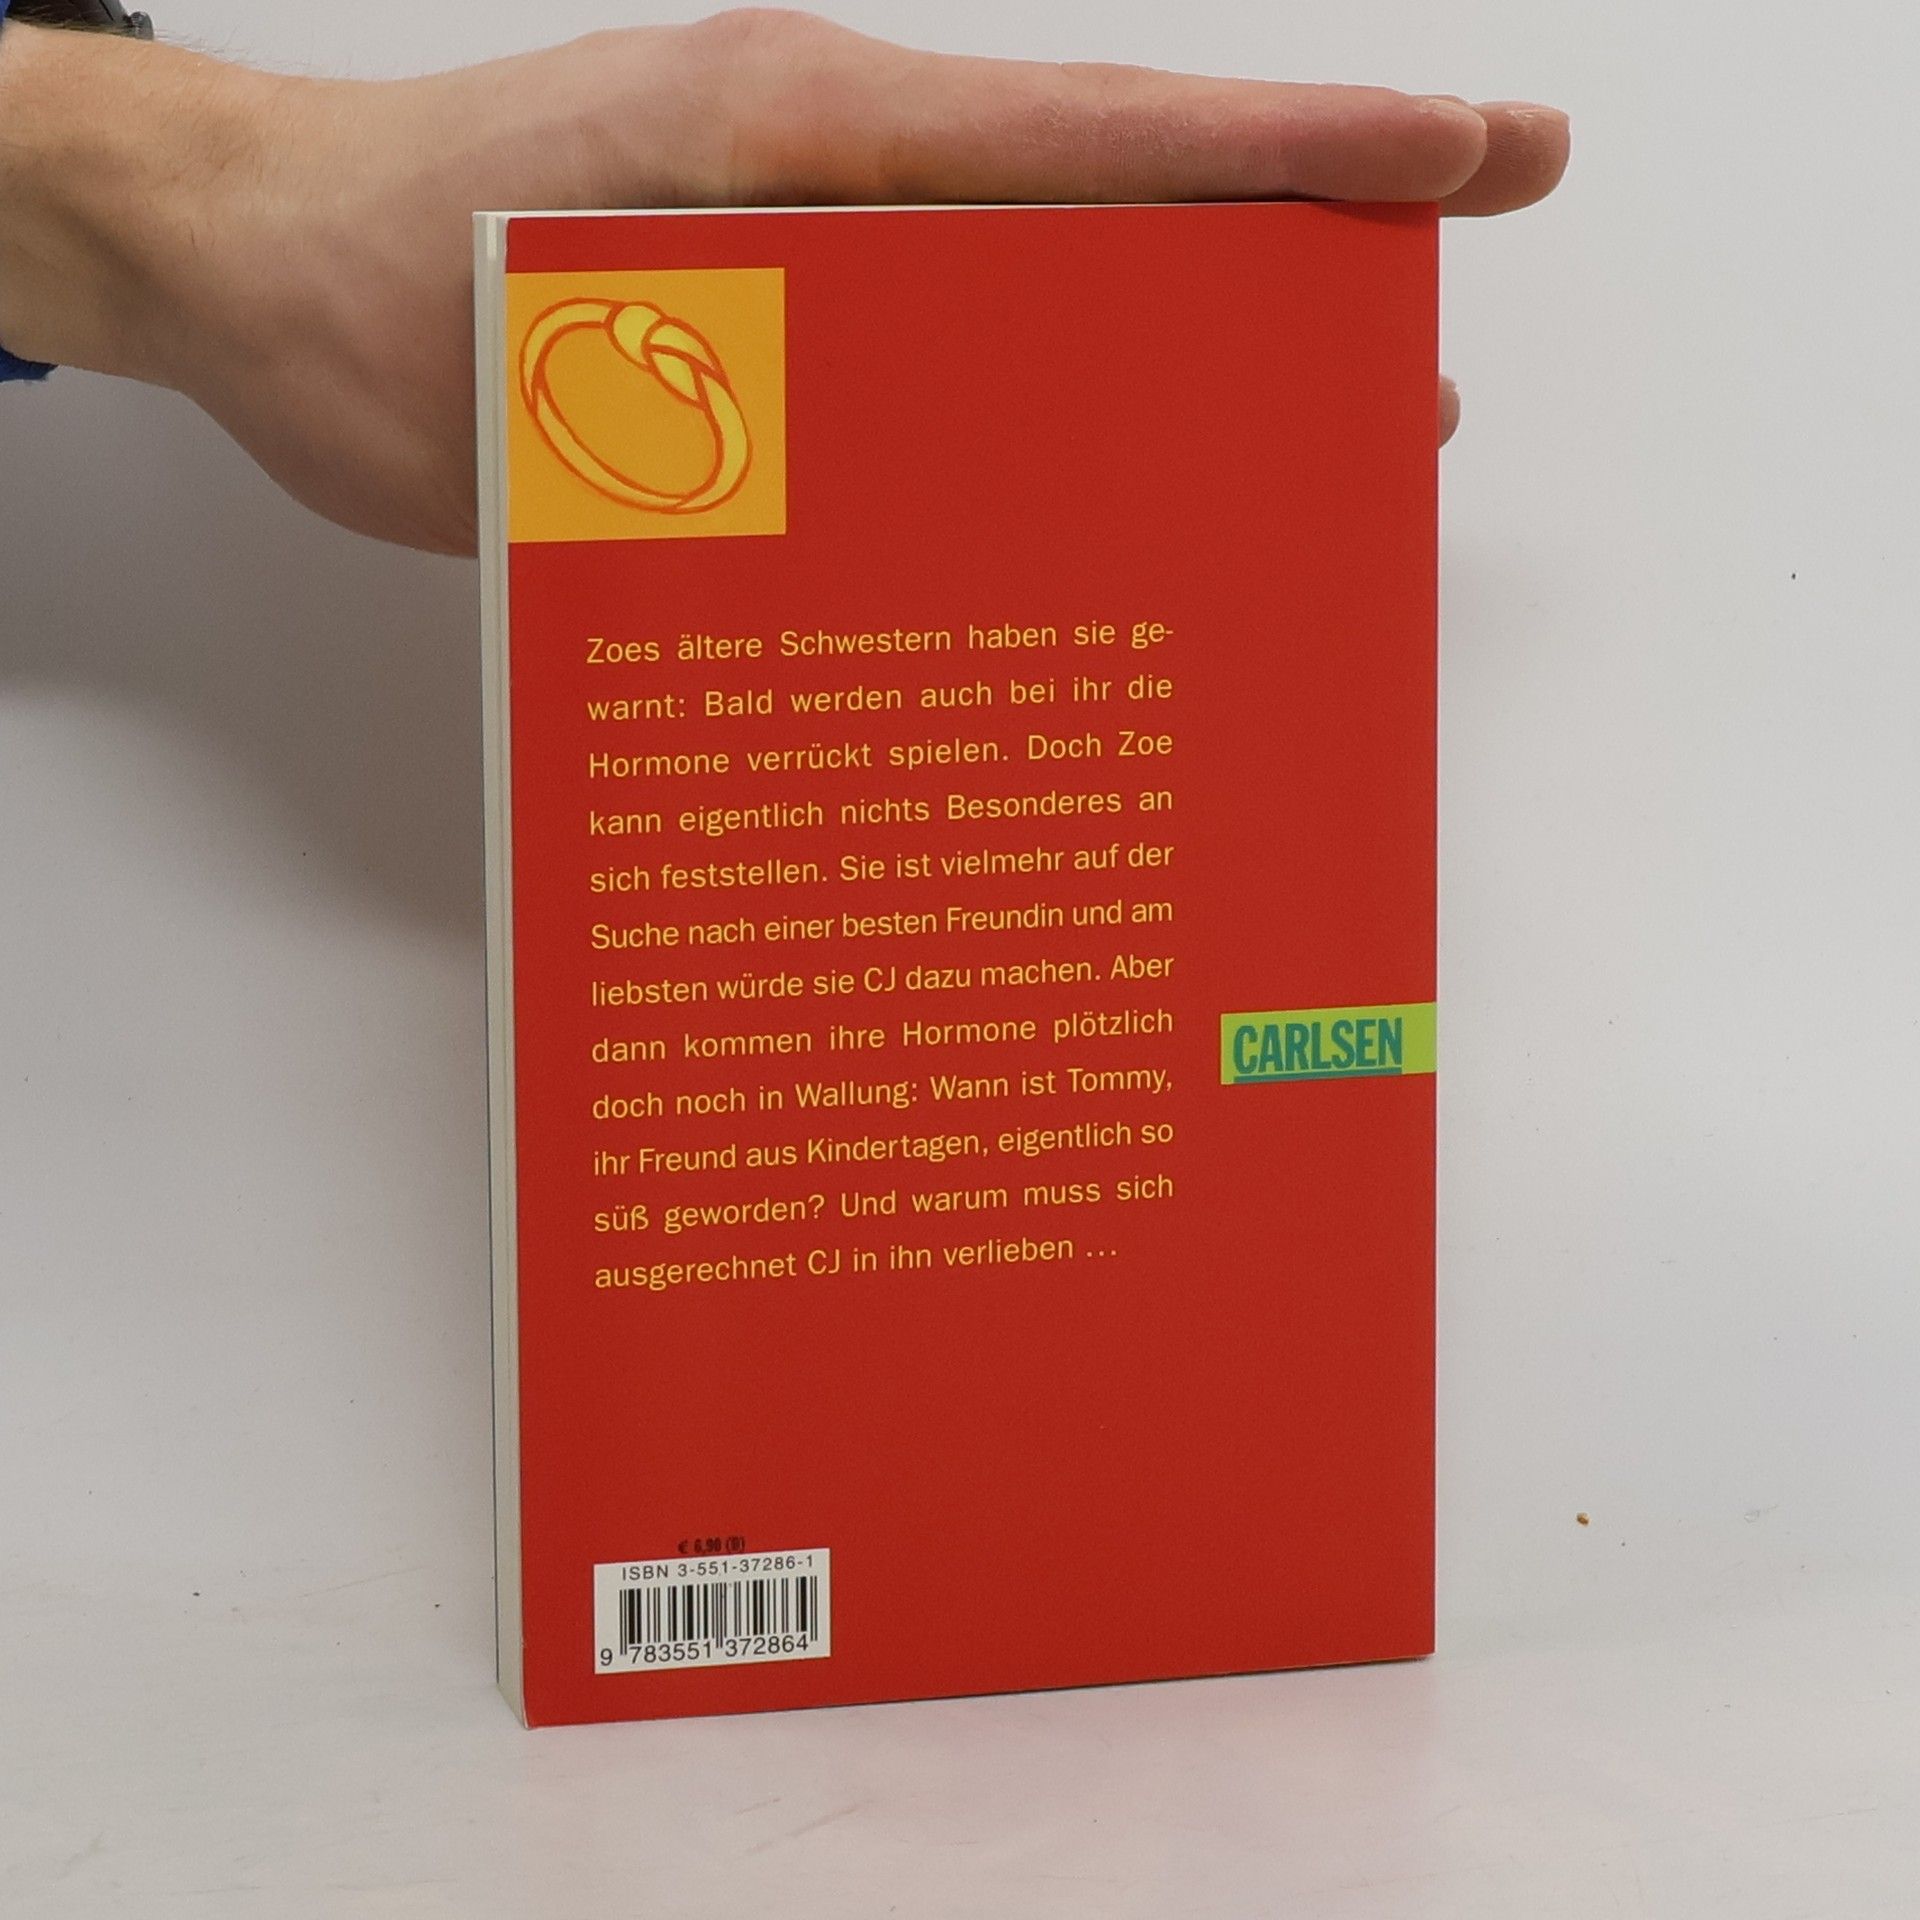 Zoes ältere Schwestern haben sie ge-
warnt: Bald werden auch bei ihr die
Hormone verrückt spielen. Doch Zoe
kann eigentlich nichts Besonderes an
sich feststellen. Sie ist vielmehr auf der
Suche nach einer besten Freundin und am
liebsten würde sie CJ dazu machen. Aber
dann kommen ihre Hormone plötzlich
doch noch in Wallung: Wann ist Tommy,
ihr Freund aus Kindertagen, eigentlich so
süß geworden? Und warum muss sich
ausgerechnet CJ in ihn verlieben ...
CARLSEN
€ 6,90 (D)
ISBN 3-551-37286-1
9 783551 372864